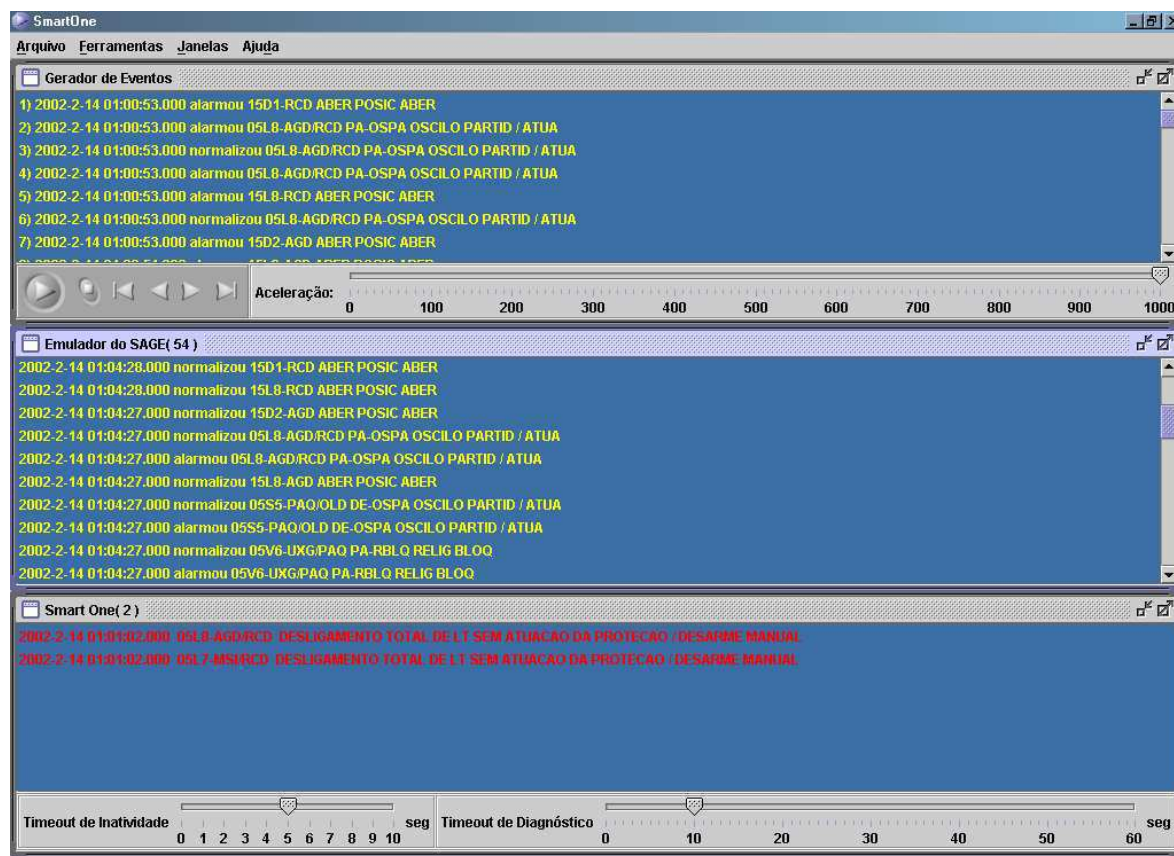 SmartOne
Arquivo Ferramentas Janelas Ajuda
Gerador de Eventos
1) 2002-2-14 01:00:53.000 alarmou 15D1-RCD ABER POSIC ABER
2) 2002-2-14 01:00:53.000 alarmou 05L8-AGD/RCD PA-OSPA OSCILO PARTID / ATUA
3) 2002-2-14 01:00:53.000 normalizou 05L8-AGD/RCD PA-OSPA OSCILO PARTID / ATUA
4) 2002-2-14 01:00:53.000 alarmou 05L8-AGD/RCD PA-OSPA OSCILO PARTID / ATUA
5) 2002-2-14 01:00:53.000 alarmou 15L8-RCD ABER POSIC ABER
6) 2002-2-14 01:00:53.000 normalizou 05L8-AGD/RCD PA-OSPA OSCILO PARTID / ATUA
7) 2002-2-14 01:00:53.000 alarmou 15D2-AGD ABER POSIC ABER
Aceleração:
0 100 200 300 400 500 600 700 800 900 1000
Emulador do SAGE( 54 )
2002-2-14 01:04:28.000 normalizou 15D1-RCD ABER POSIC ABER
2002-2-14 01:04:28.000 normalizou 15L8-RCD ABER POSIC ABER
2002-2-14 01:04:27.000 normalizou 15D2-AGD ABER POSIC ABER
2002-2-14 01:04:27.000 normalizou 05L8-AGD/RCD PA-OSPA OSCILO PARTID / ATUA
2002-2-14 01:04:27.000 alarmou 05L8-AGD/RCD PA-OSPA OSCILO PARTID / ATUA
2002-2-14 01:04:27.000 normalizou 15L8-AGD ABER POSIC ABER
2002-2-14 01:04:27.000 normalizou 05S5-PAQ/OLD DE-OSPA OSCILO PARTID / ATUA
2002-2-14 01:04:27.000 alarmou 05S5-PAQ/OLD DE-OSPA OSCILO PARTID / ATUA
2002-2-14 01:04:27.000 normalizou 05V6-UXG/PAQ PA-RBLQ RELIG BLOQ
2002-2-14 01:04:27.000 alarmou 05V6-UXG/PAQ PA-RBLQ RELIG BLOQ
Smart One( 2 )
2002-2-14 01:01:02.000 05L8-AGD/RCD DESLIGAMENTO TOTAL DE LT SEM ATUACAO DA PROTECAO / DESARME MANUAL
2002-2-14 01:01:02.000 05L7-MSI/RCD DESLIGAMENTO TOTAL DE LT SEM ATUACAO DA PROTECAO / DESARME MANUAL
Timeout de Inatividade
0 1 2 3 4 5 6 7 8 9 10
seg
Timeout de Diagnóstico
0 10 20 30 40 50 60
seg